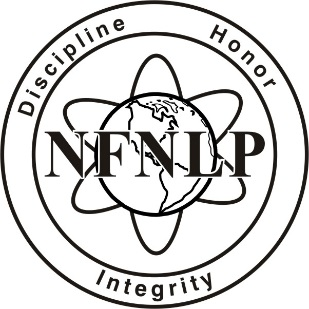 Discipline
Honor
NFNLP
Integrity